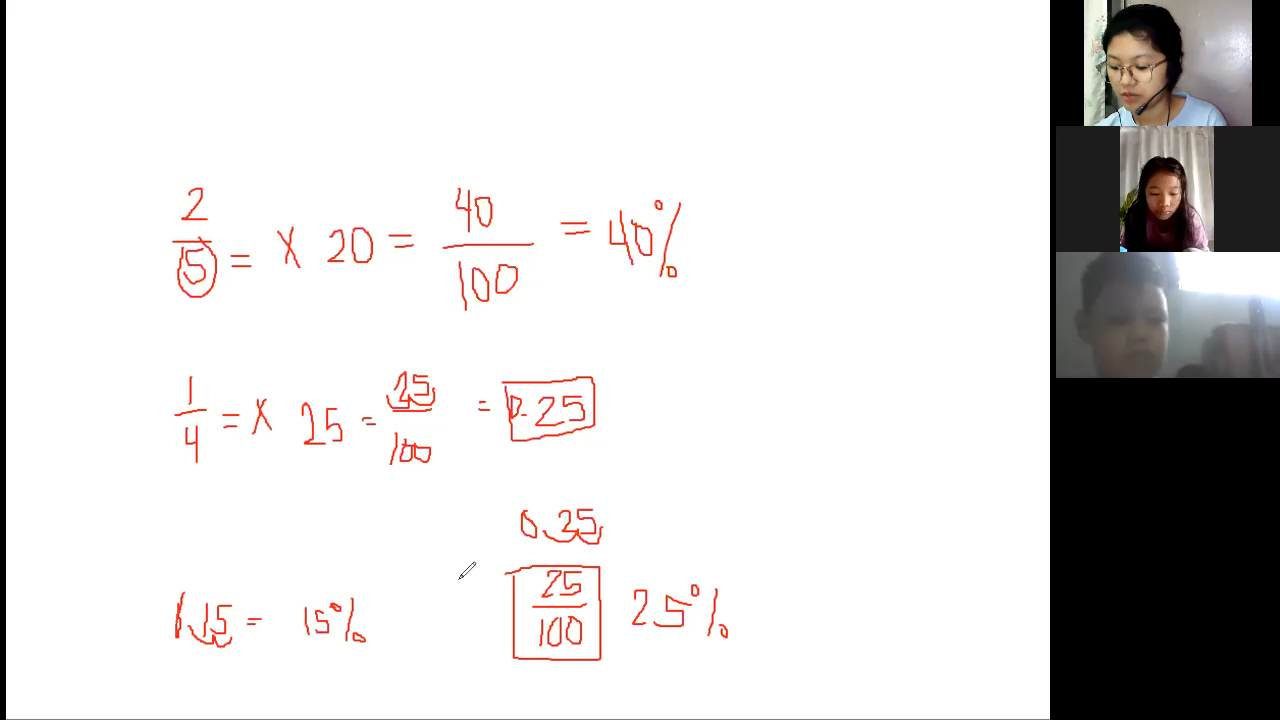 2/5 = x 20 = 40/100 = 40%
1/4 = x 25 = 25/100 = 0.25
0.25
25/100 25%
0.15 = 15%